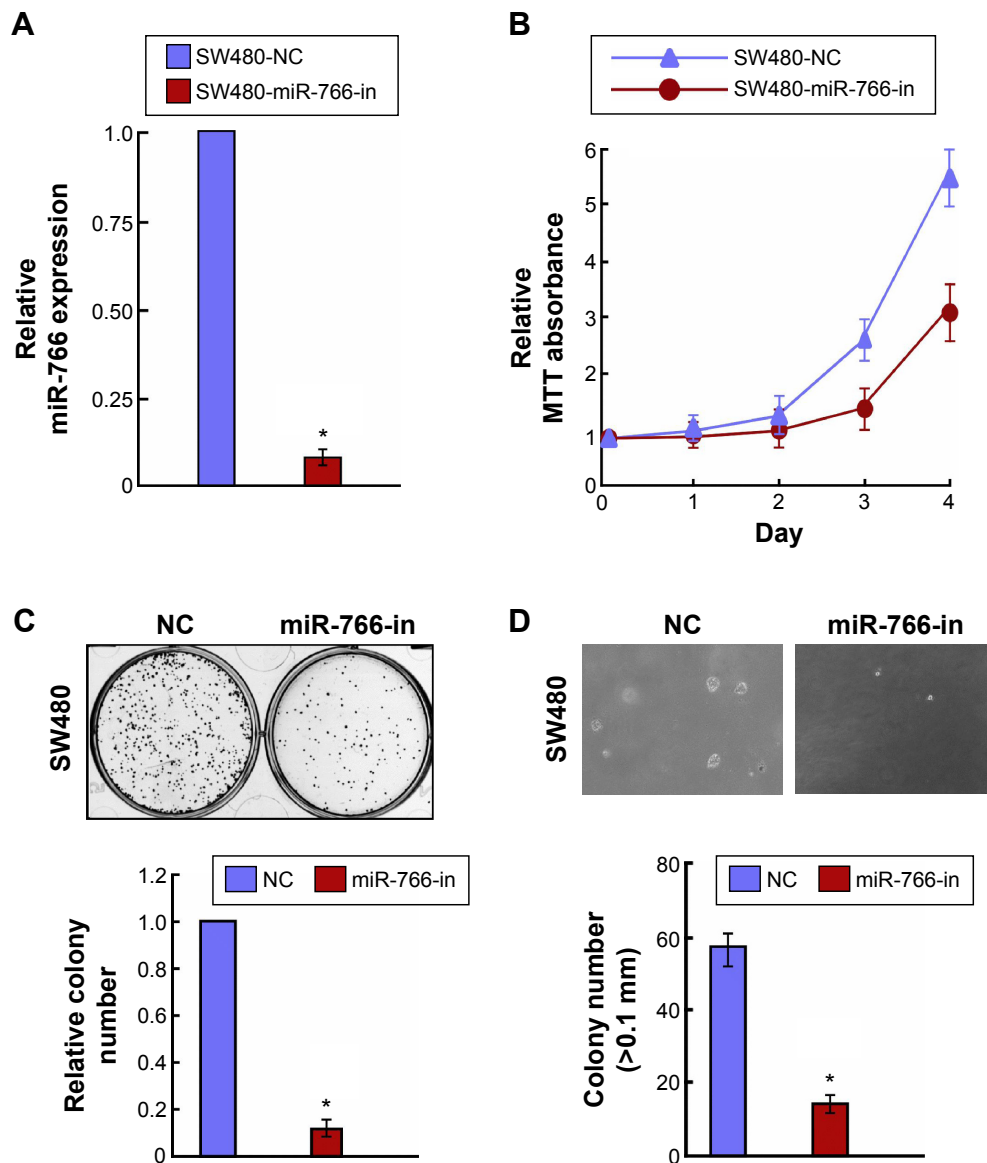 A
SW480-NC
SW480-miR-766-in
Relative
miR-766 expression
1.0
0.75
0.50
0.25
0
*
B
SW480-NC
SW480-miR-766-in
Relative
MTT absorbance
6
5
4
3
2
1
0
0
1
2
3
4
Day
C
NC
miR-766-in
SW480
NC
miR-766-in
Relative colony
number
1.2
1.0
0.8
0.6
0.4
0.2
0
*
D
NC
miR-766-in
SW480
NC
miR-766-in
Colony number
(>0.1 mm)
80
60
40
20
0
*